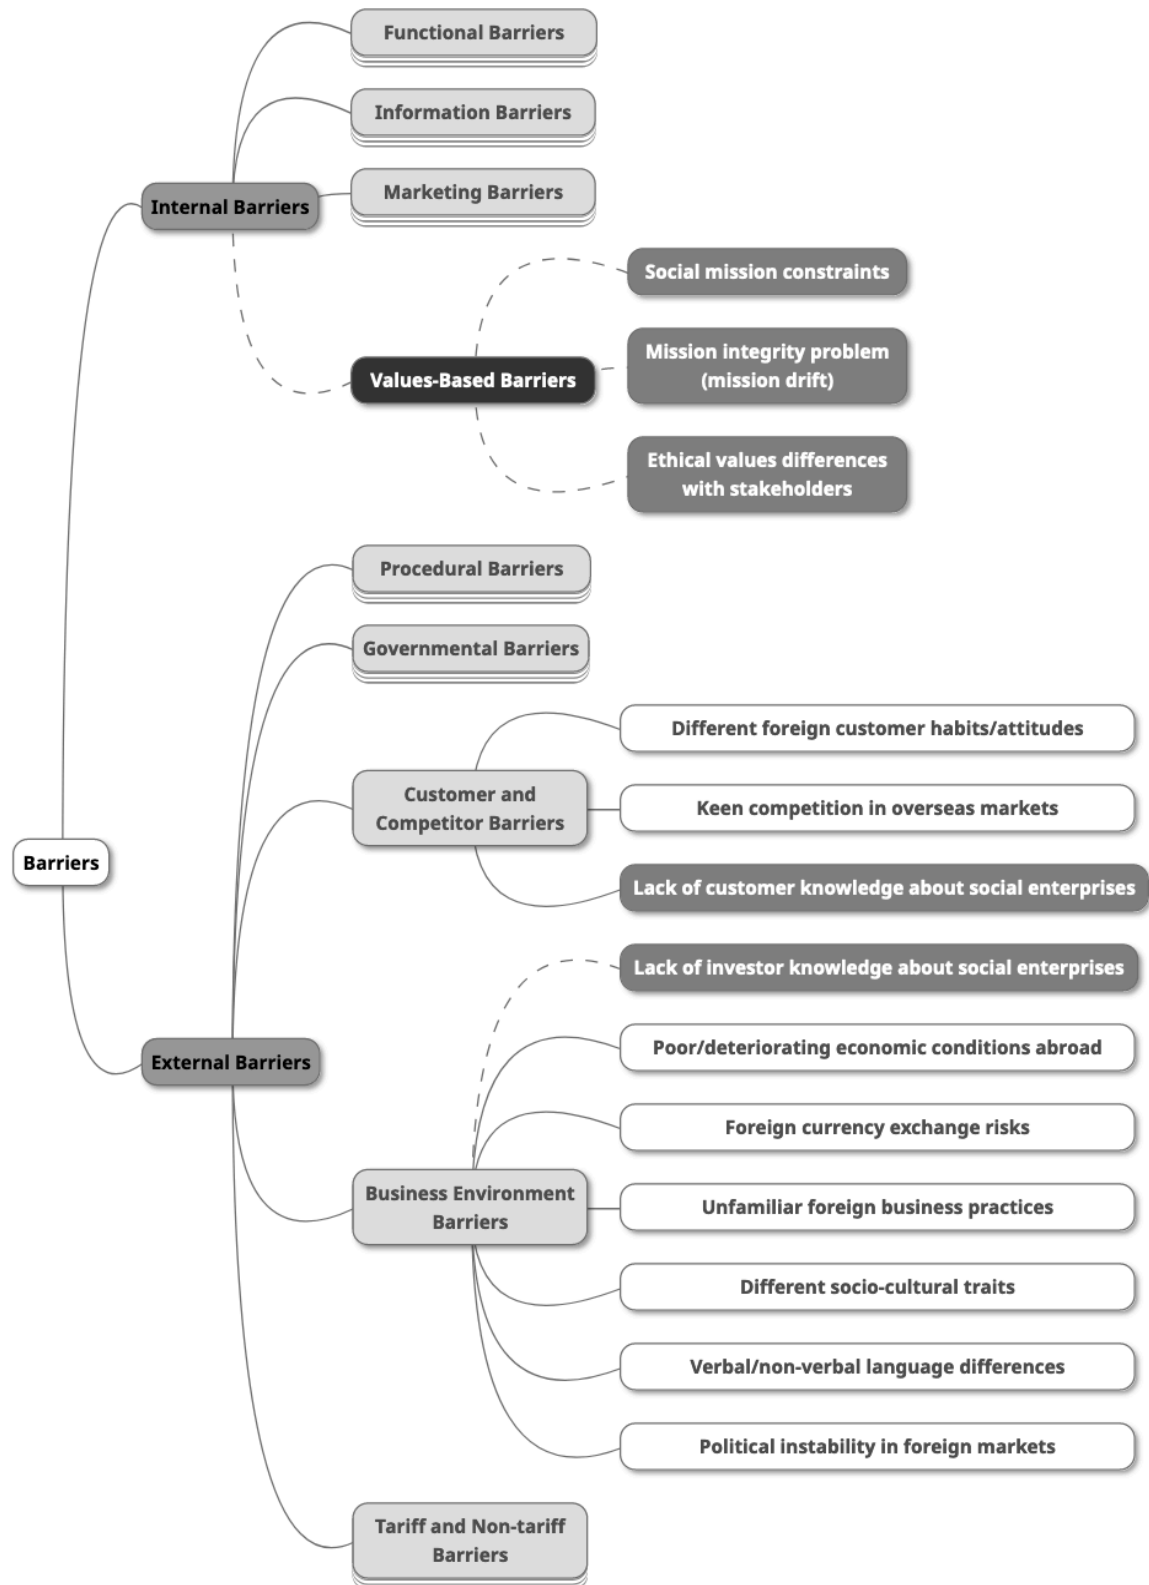 Functional Barriers
Information Barriers
Marketing Barriers
Internal Barriers
Social mission constraints
Mission integrity problem
(mission drift)
Values-Based Barriers
Ethical values differences
with stakeholders
Procedural Barriers
Governmental Barriers
Different foreign customer habits/attitudes
Customer and
Competitor Barriers
Keen competition in overseas markets
Barriers
Lack of customer knowledge about social enterprises
Lack of investor knowledge about social enterprises
Poor/deteriorating economic conditions abroad
External Barriers
Foreign currency exchange risks
Business Environment
Barriers
Unfamiliar foreign business practices
Different socio-cultural traits
Verbal/non-verbal language differences
Political instability in foreign markets
Tariff and Non-tariff
Barriers